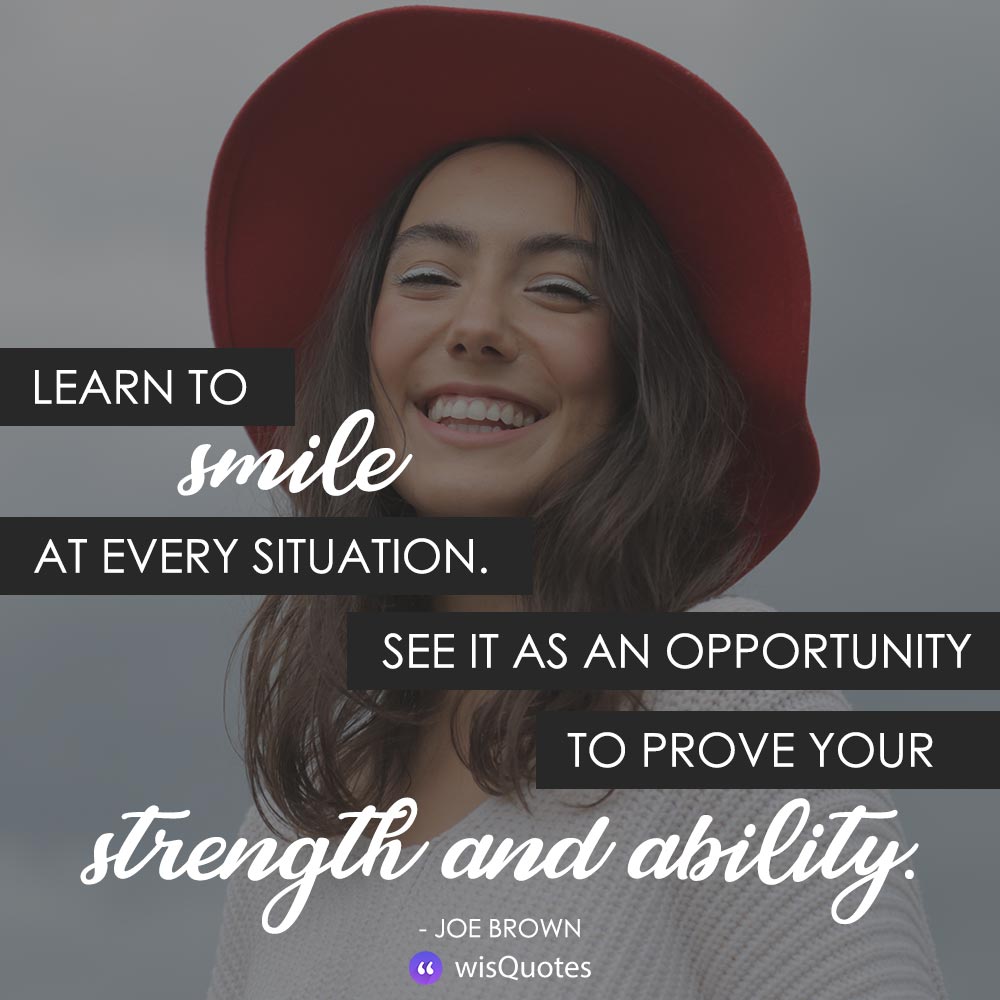 LEARN TO
smile
AT EVERY SITUATION.
SEE IT AS AN OPPORTUNITY
TO PROVE YOUR
strength and ability.
- JOE BROWN
wisQuotes